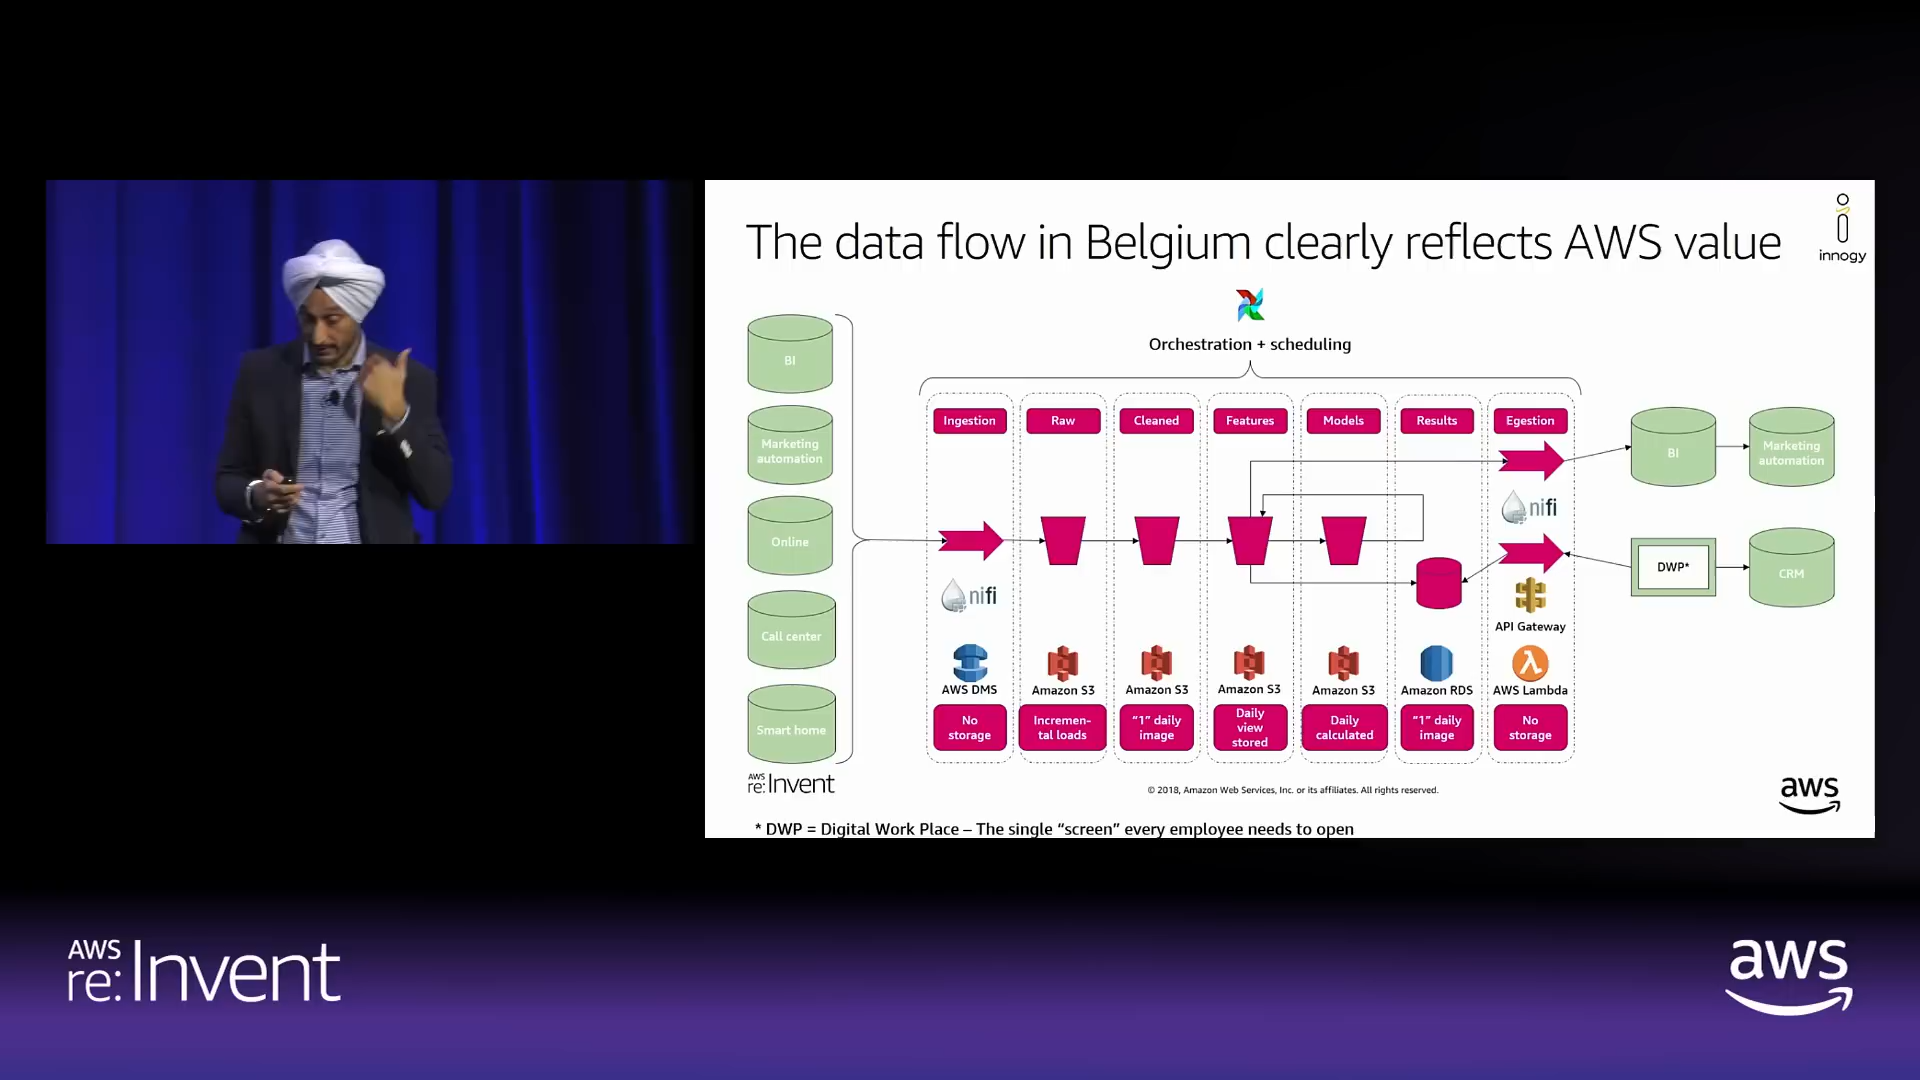 The data flow in Belgium clearly reflects AWS value
innogy
Orchestration + scheduling
BI
Marketing
automation
Online
Call center
Smart home
Ingestion
Raw
Cleaned
Features
Models
Results
Egestion
nifi
nifi
API Gateway
AWS DMS
Amazon S3
Amazon S3
Amazon S3
Amazon S3
Amazon RDS
AWS Lambda
No
storage
Incremen-
tal loads
"1" daily
image
Daily
view
stored
Daily
calculated
"1" daily
image
No
storage
BI
Marketing
automation
DWP*
CRM
AWS
re:Invent
© 2018, Amazon Web Services, Inc. or its affiliates. All rights reserved.
aws
* DWP = Digital Work Place – The single “screen” every employee needs to open
AWS
re:Invent
aws